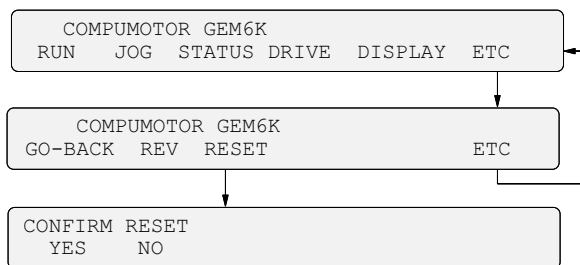 COMPUMOTOR GEM6K
RUN JOG STATUS DRIVE DISPLAY ETC
COMPUMOTOR GEM6K
GO-BACK REV RESET ETC
CONFIRM RESET
YES NO